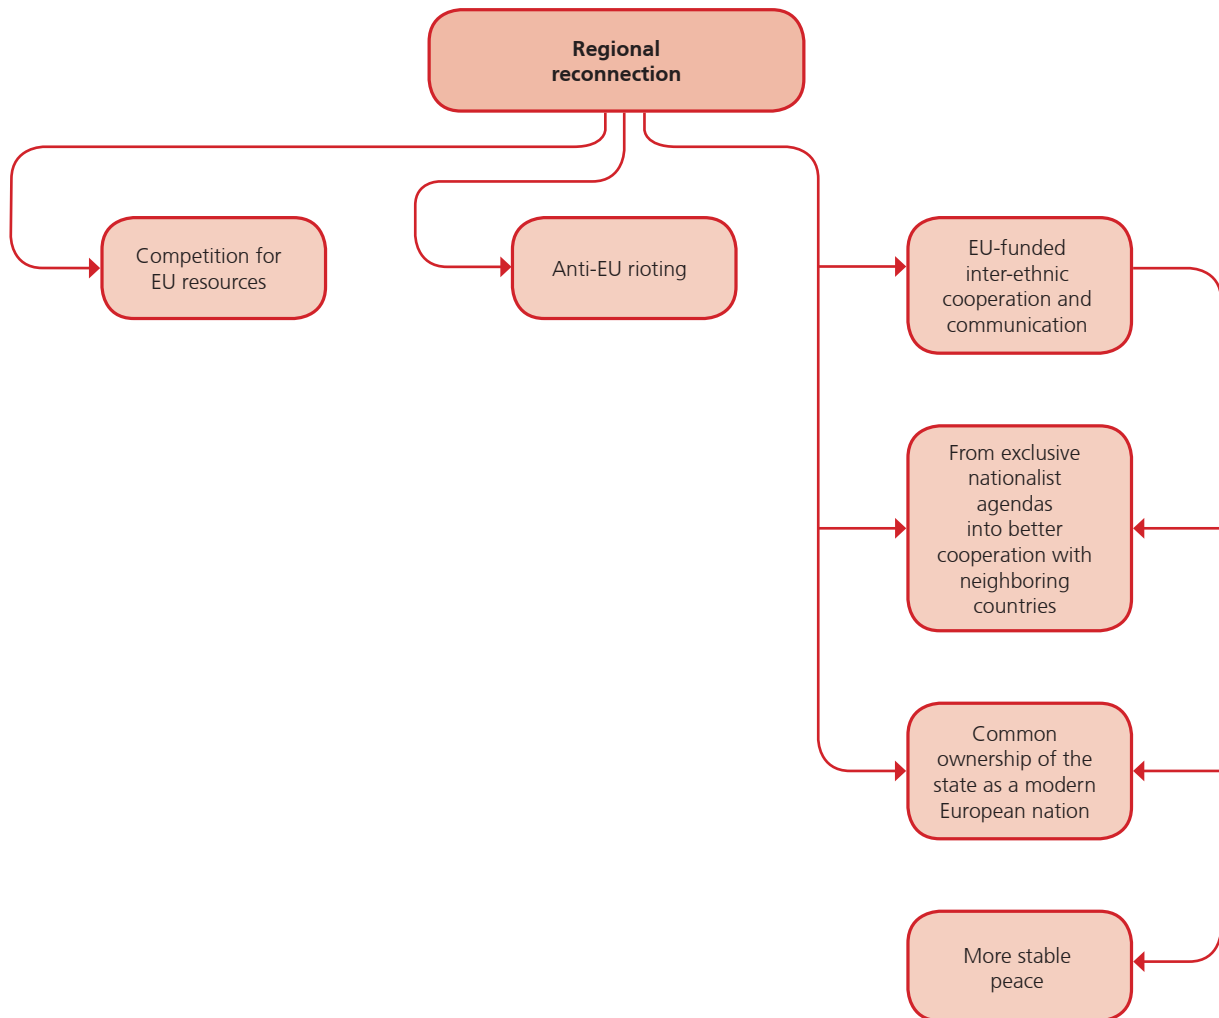 Regional
reconnection
Competition for
EU resources
Anti-EU rioting
EU-funded
inter-ethnic
cooperation and
communication
From exclusive
nationalist
agendas
into better
cooperation with
neighboring
countries
Common
ownership of the
state as a modern
European nation
More stable
peace